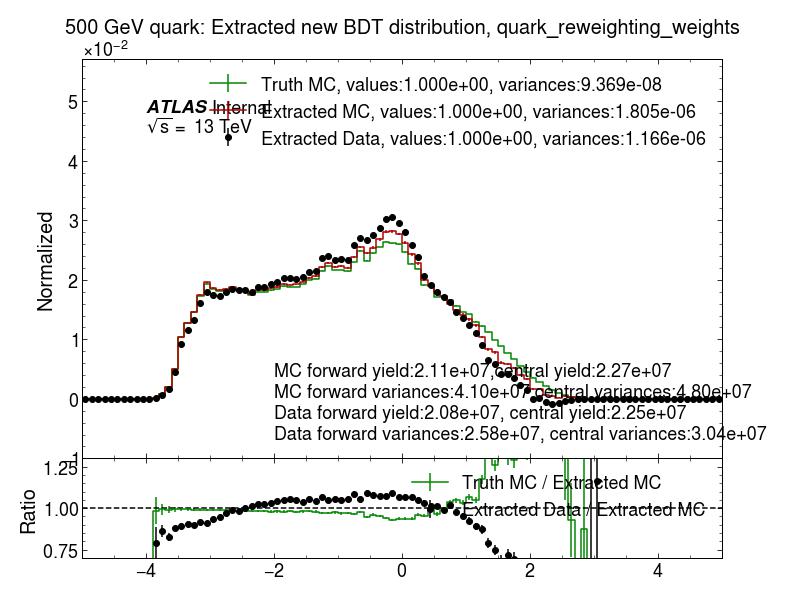 500 GeV quark: Extracted new BDT distribution, quark_reweighting_weights
×10⁻²
Truth MC, values:1.000e+00, variances:9.369e-08
ATLAS Internal
Extracted MC, values:1.000e+00, variances:1.805e-06
√s = 13 TeV
Extracted Data, values:1.000e+00, variances:1.166e-06
5
4
3
2
1
0
1
Normalized
MC forward yield:2.11e+07,central yield:2.27e+07
MC forward variances:4.10e+07, central variances:4.80e+07
Data forward yield:2.08e+07, central yield:2.25e+07
Data forward variances:2.58e+07, central variances:3.04e+07
1.25
1.00
0.75
Ratio
Truth MC / Extracted MC
Extracted Data / Extracted MC
−4 −2 0 2 4